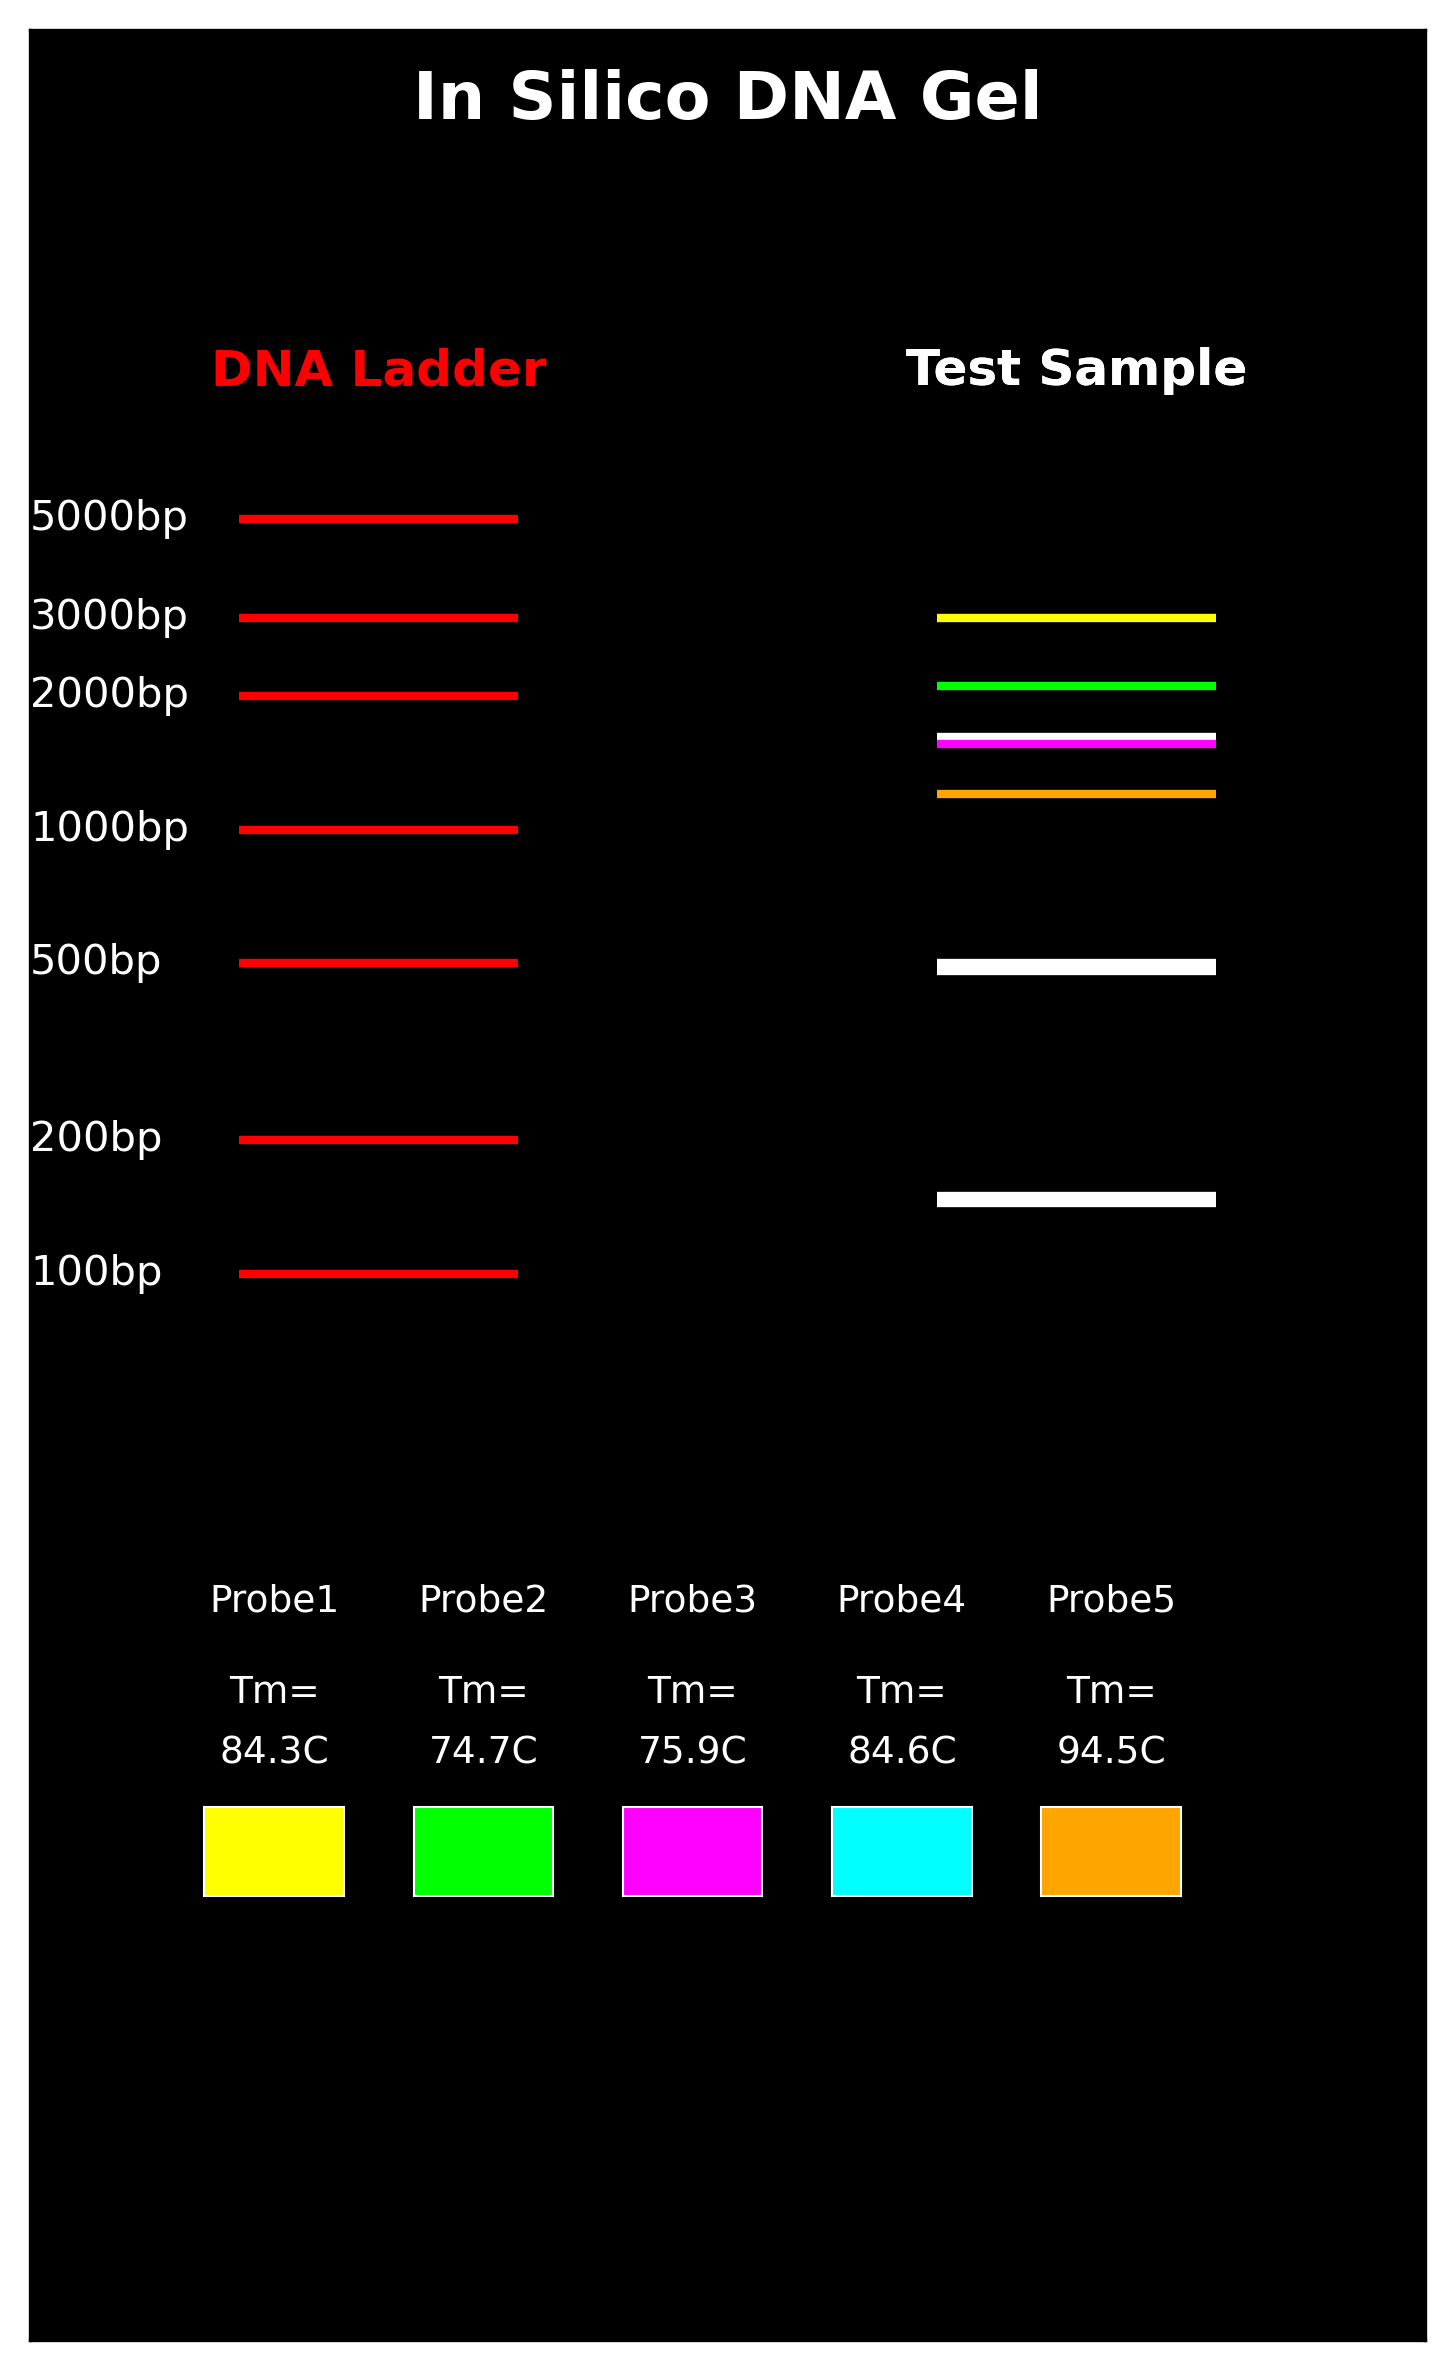 In Silico DNA Gel
DNA Ladder Test Sample
5000bp
3000bp
2000bp
1000bp
500bp
200bp
100bp
Probe1 Probe2 Probe3 Probe4 Probe5
Tm= Tm= Tm= Tm= Tm=
84.3C 74.7C 75.9C 84.6C 94.5C